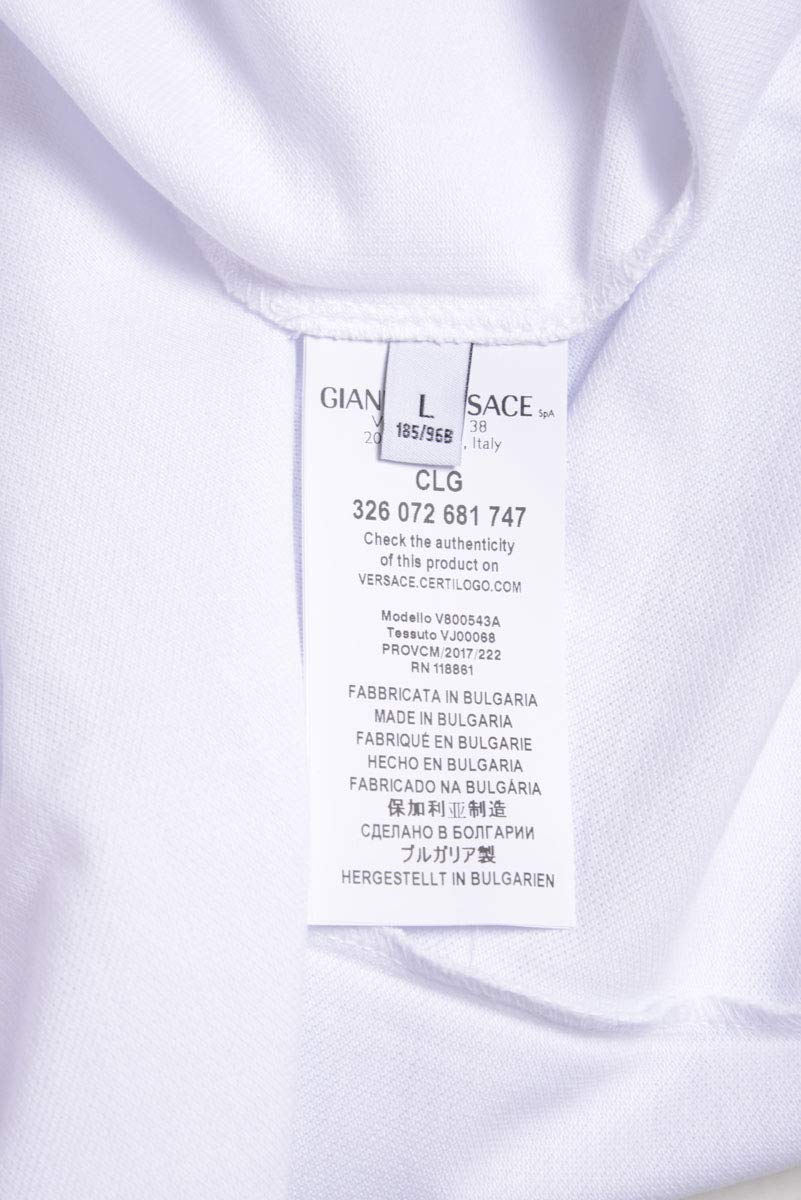 GIAN SACE SpA
L
185/96B
V 38
20 , Italy
CLG
326 072 681 747
Check the authenticity
of this product on
VERSACE.CERTILOGO.COM
Modello V800543A
Tessuto VJ00068
PROVCM/2017/222
RN 118861
FABBRICATA IN BULGARIA
MADE IN BULGARIA
FABRIQUÉ EN BULGARIE
HECHO EN BULGARIA
FABRICADO NA BULGÁRIA
保加利亚制造
СДЕЛАНО В БОЛГАРИИ
ブルガリア製
HERGESTELLT IN BULGARIEN